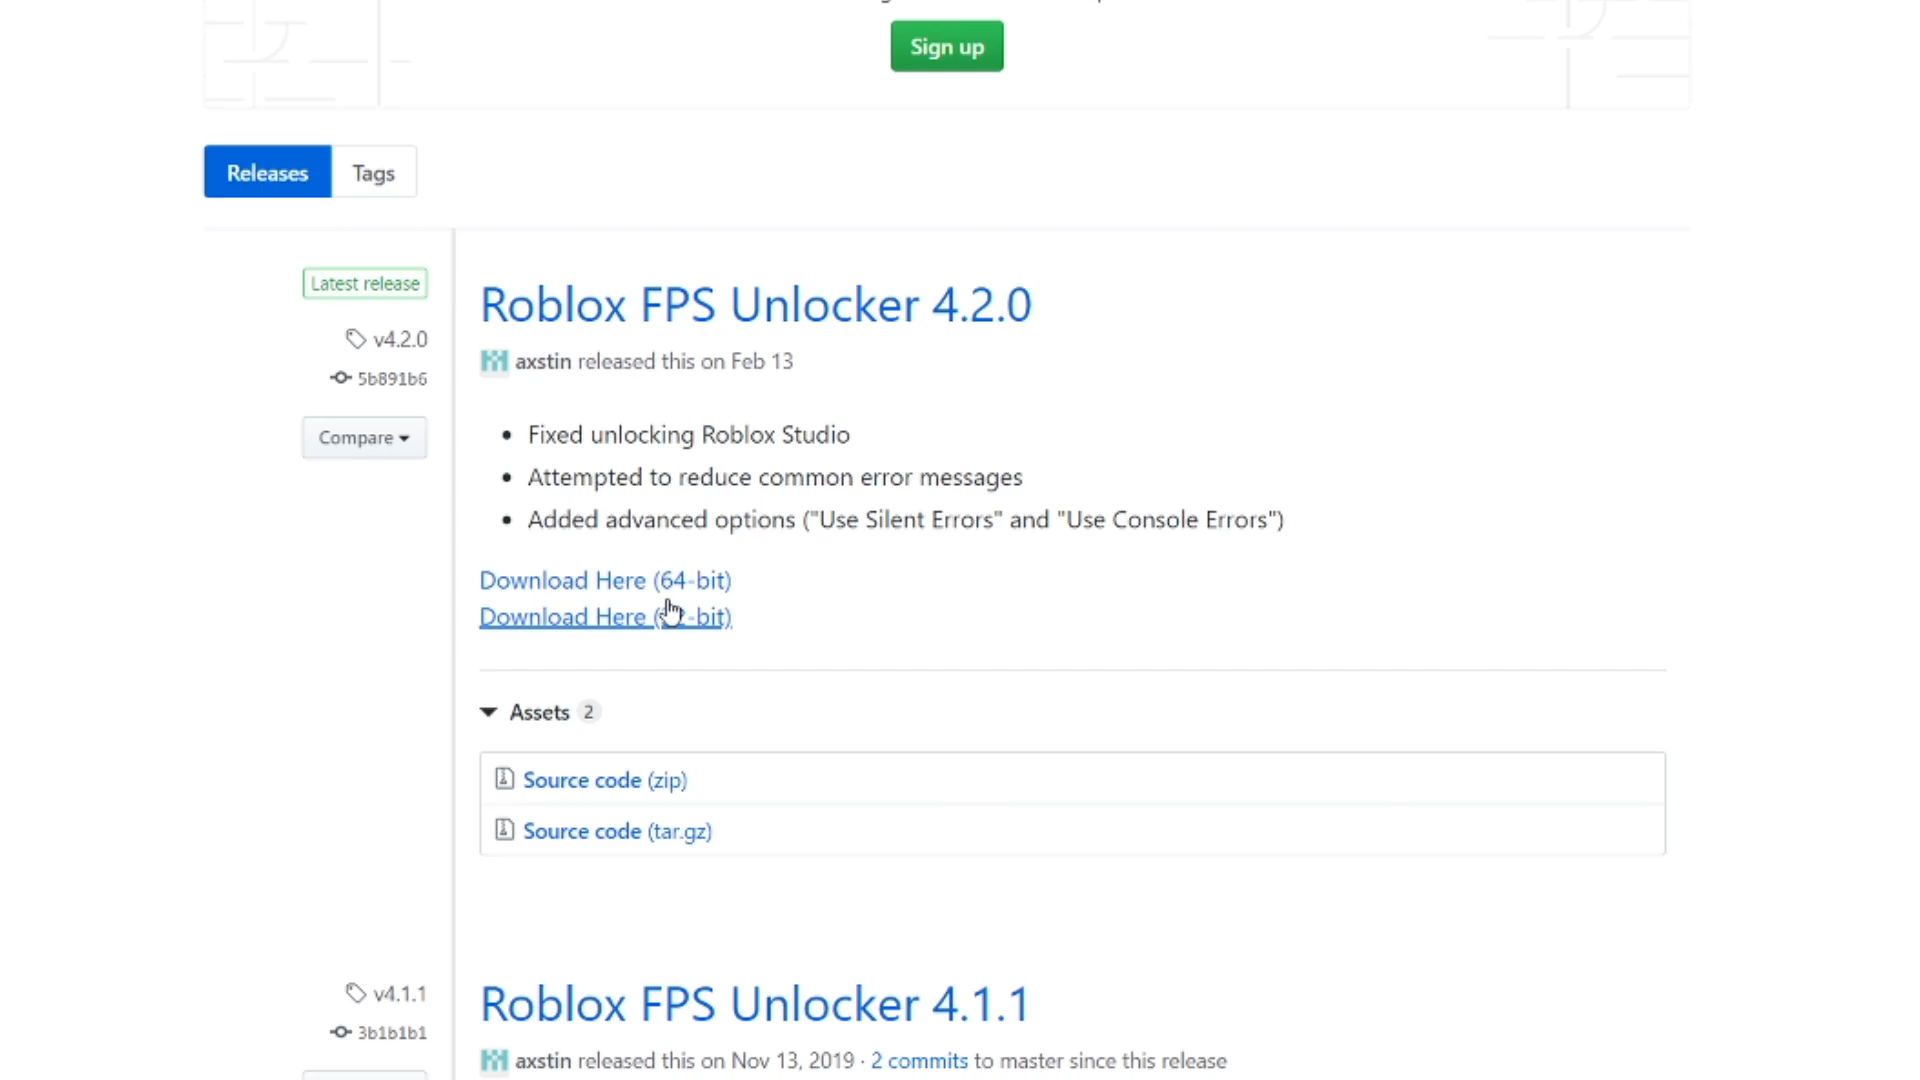 Sign up
Releases
Tags
Latest release
v4.2.0
5b891b6
Compare
Roblox FPS Unlocker 4.2.0
axstin released this on Feb 13
Fixed unlocking Roblox Studio
Attempted to reduce common error messages
Added advanced options ("Use Silent Errors" and "Use Console Errors")
Download Here (64-bit)
Download Here -bit)
Assets 2
Source code (zip)
Source code (tar.gz)
v4.1.1
3b1b1b1
Roblox FPS Unlocker 4.1.1
axstin released this on Nov 13, 2019 · 2 commits to master since this release